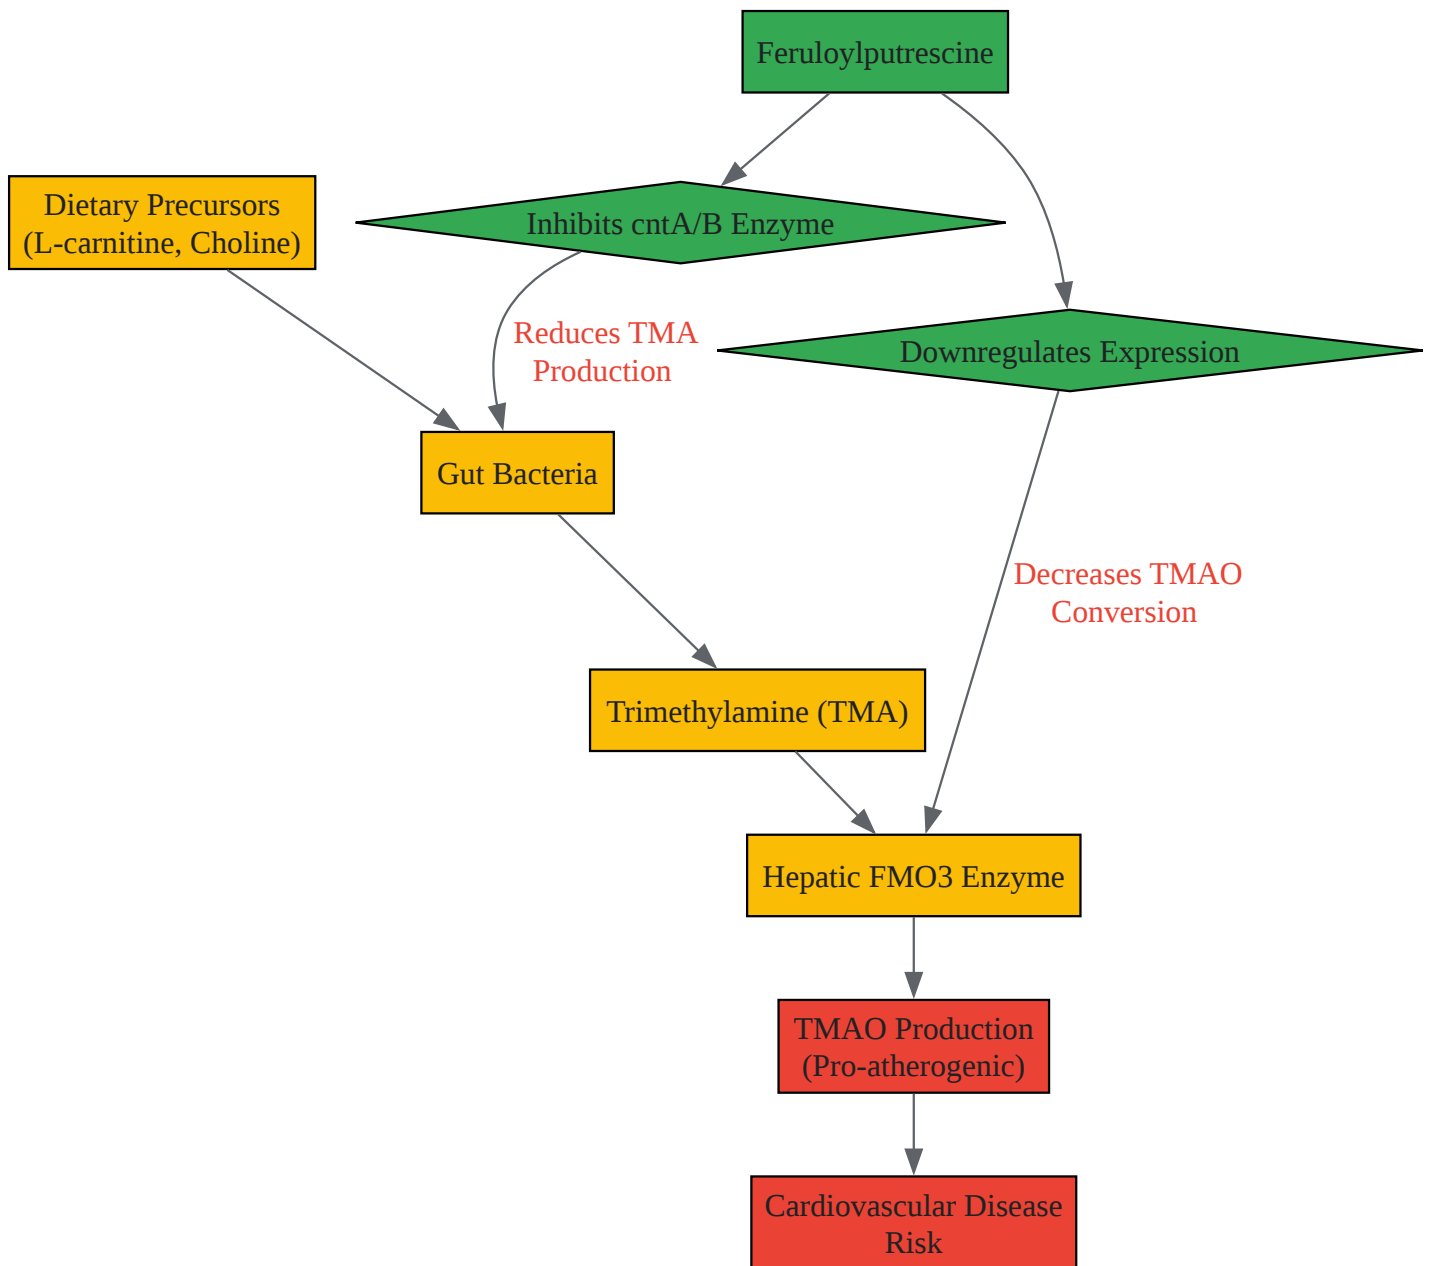 Feruloylputrescine
Dietary Precursors
(L-carnitine, Choline)
Inhibits cntA/B Enzyme
Reduces TMA
Production
Downregulates Expression
Gut Bacteria
Decreases TMAO
Conversion
Trimethylamine (TMA)
Hepatic FMO3 Enzyme
TMAO Production
(Pro-atherogenic)
Cardiovascular Disease
Risk